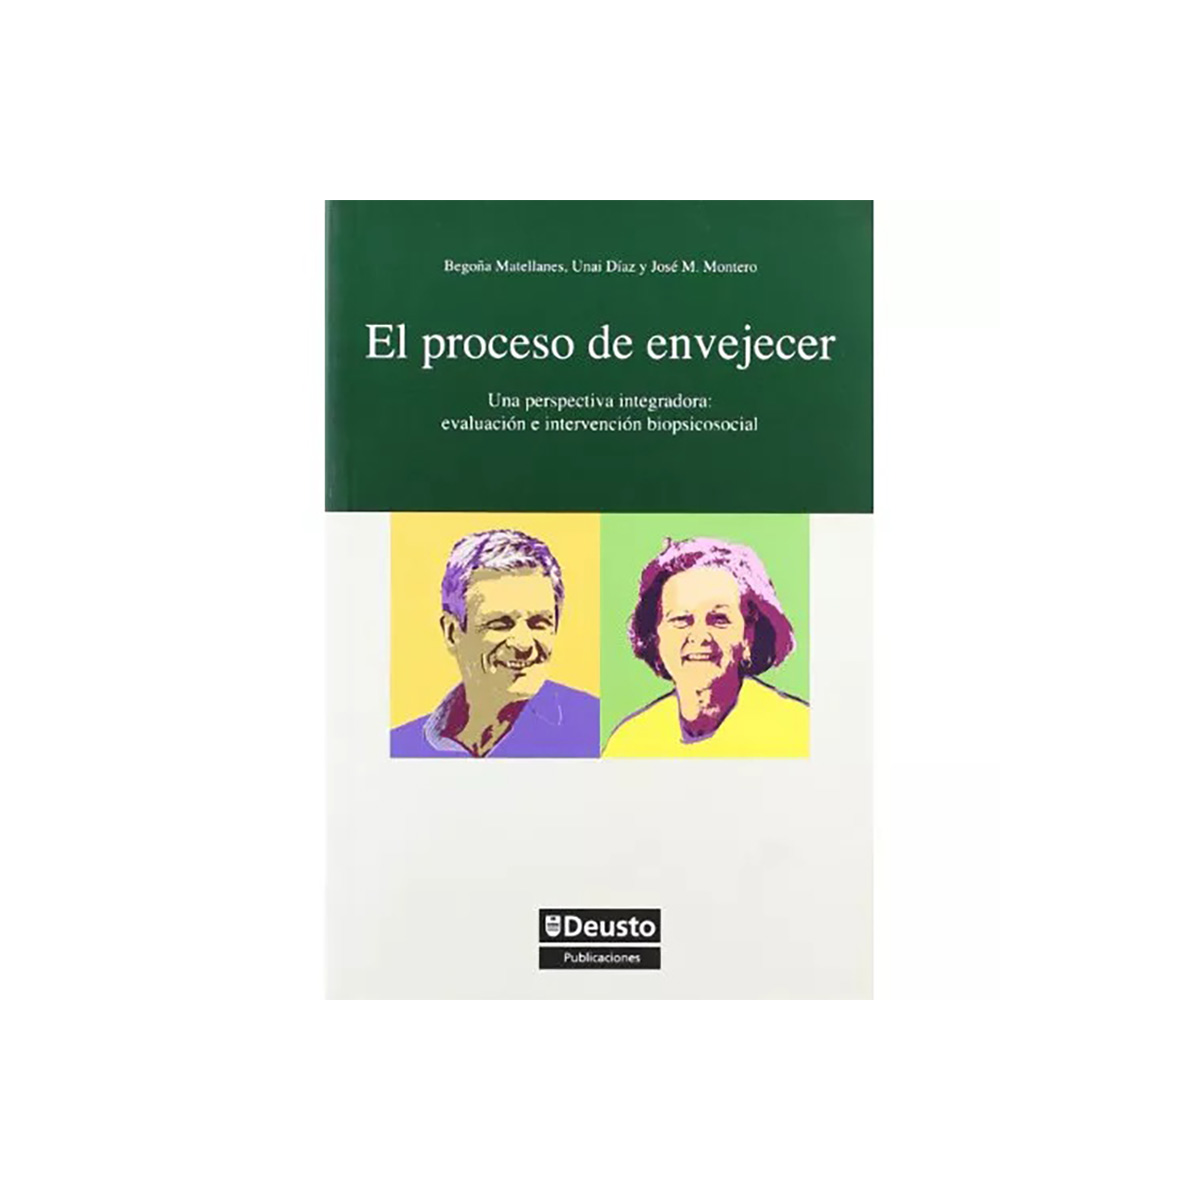 Begoña Matellanes, Unai Díaz y José M. Montero
El proceso de envejecer
Una perspectiva integradora:
evaluación e intervención biopsicosocial
Deusto
Publicaciones